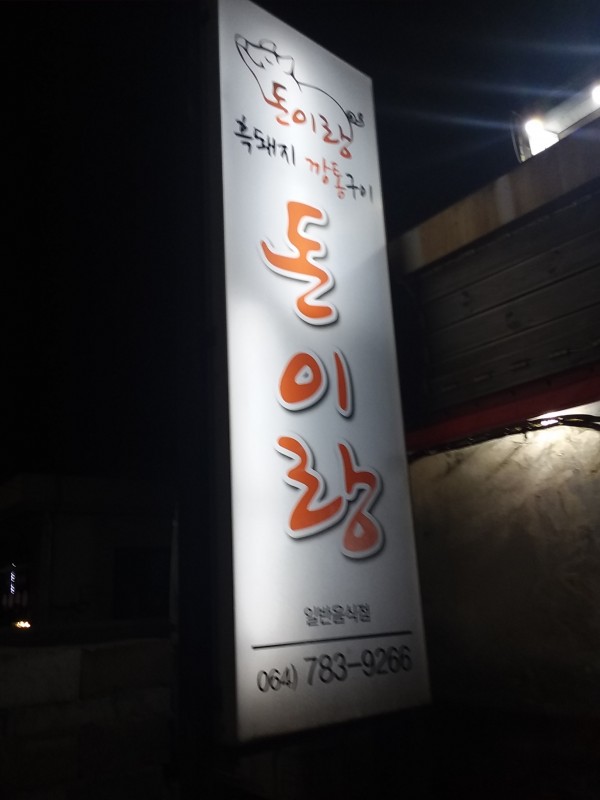 돈이랑
흑돼지 깡통구이
돈
이
랑
일반음식점
064) 783-9266